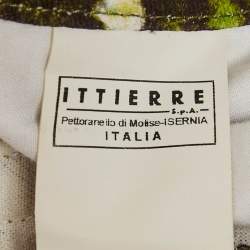 ITTIERRE
S.p.A.
Pettoranello di Molise-ISERNIA
ITALIA